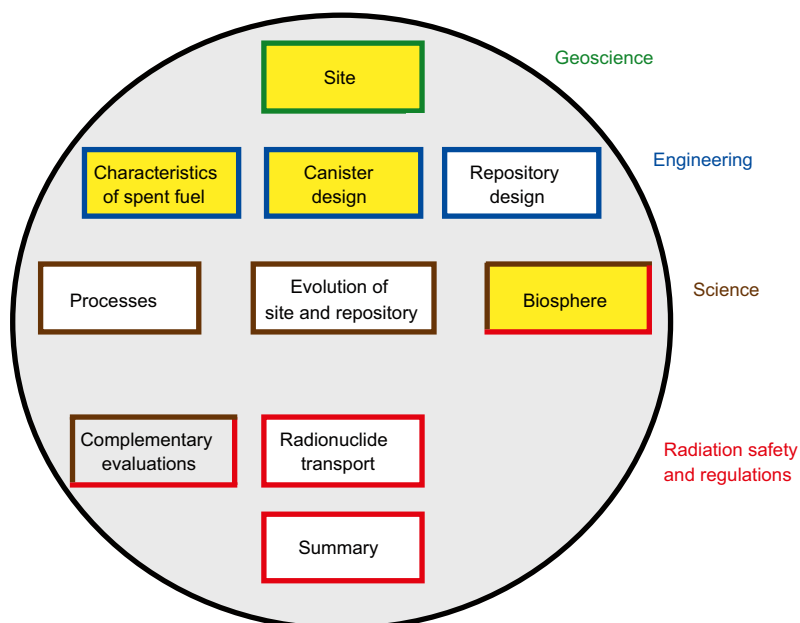 Site
Geoscience
Characteristics
of spent fuel
Canister
design
Repository
design
Engineering
Processes
Evolution of
site and repository
Biosphere
Science
Complementary
evaluations
Radionuclide
transport
Radiation safety
and regulations
Summary